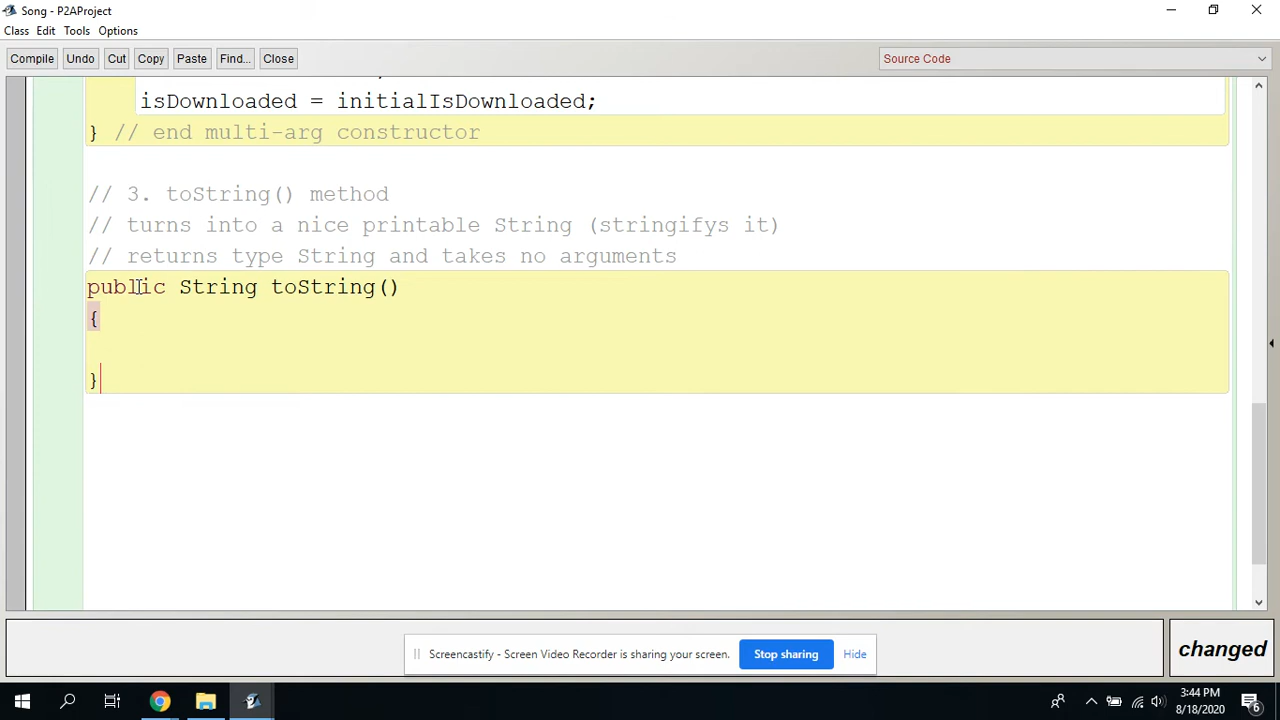 Song - P2AProject
Class Edit Tools Options
Compile Undo Cut Copy Paste Find... Close Source Code
isDownloaded = initialIsDownloaded;
} // end multi-arg constructor
// 3. toString() method
// turns into a nice printable String (stringifys it)
// returns type String and takes no arguments
public String toString()
{
}
Screencastify - Screen Video Recorder is sharing your screen. Stop sharing Hide
changed
3:44 PM
8/18/2020
6